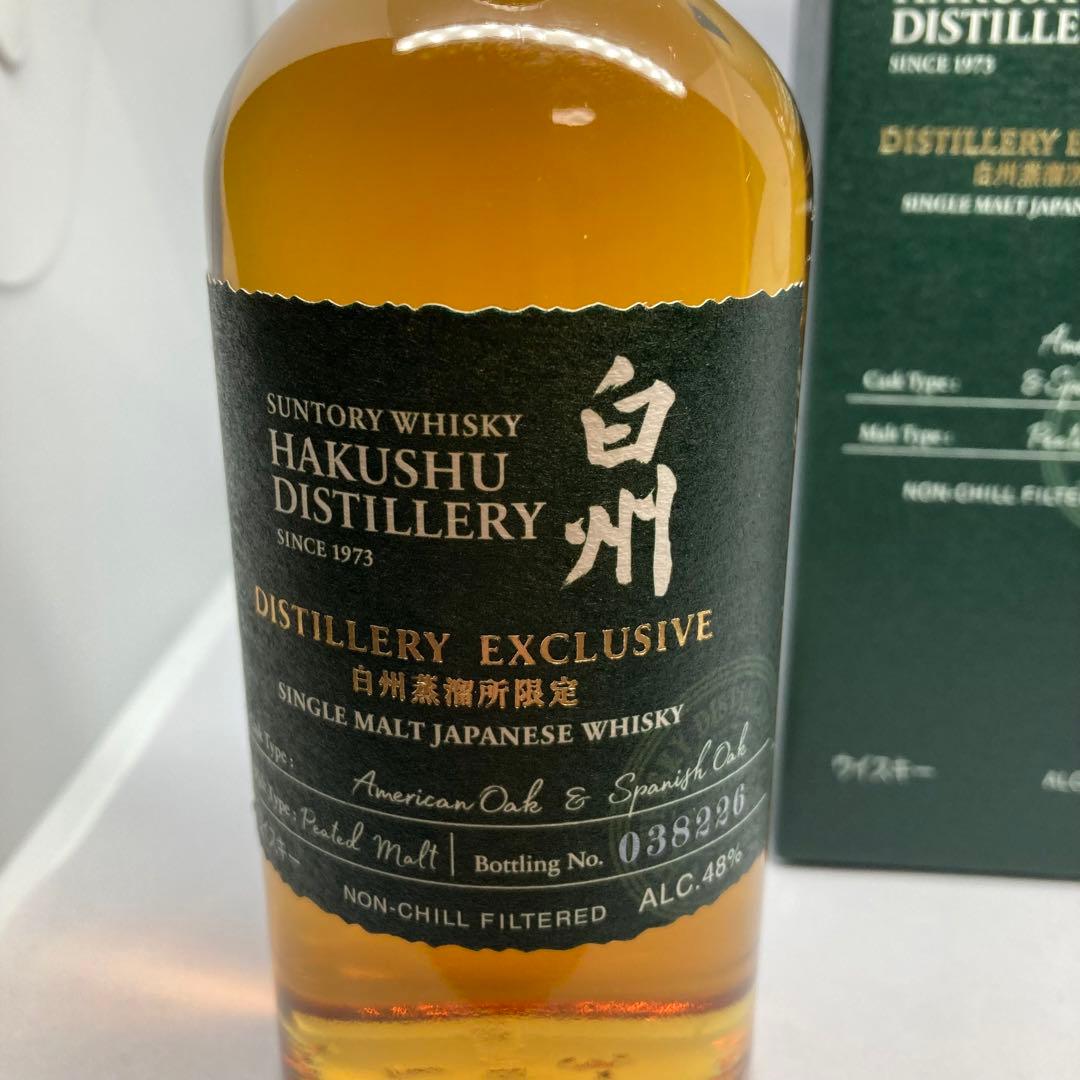 SUNTORY WHISKY
HAKUSHU
DISTILLERY
SINCE 1973
白州
DISTILLERY EXCLUSIVE
白州蒸溜所限定
SINGLE MALT JAPANESE WHISKY
Type :
American Oak & Spanish Oak
Type : Peated Malt
Bottling No. 038226
NON-CHILL FILTERED
ALC.48%
DISTILLE
SINCE 1973
DISTILLERY E
白州蒸溜所
SINGLE MALT JAPAN
Cask Type :
Malt Type :
NON-CHILL FILTE
ウイスキー